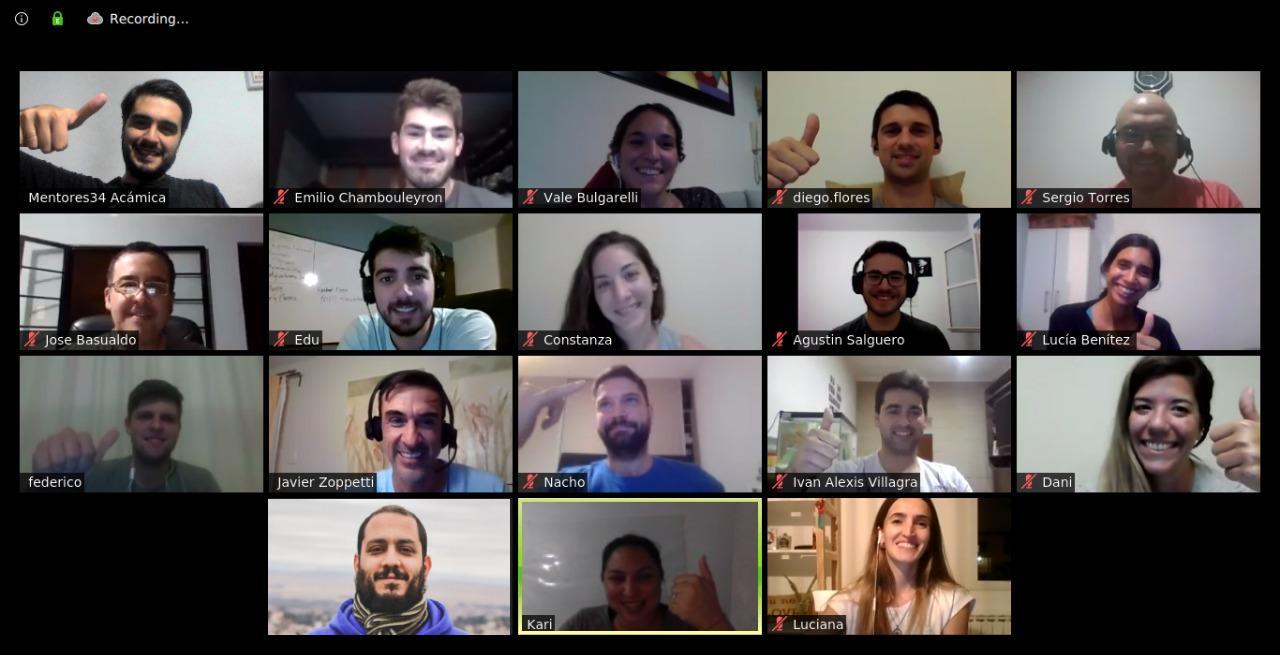 Recording...
Mentores34 Acámica
Emilio Chambouleyron
Vale Bulgarelli
diego.flores
Sergio Torres
Jose Basualdo
Edu
Constanza
Agustin Salguero
Lucía Benítez
federico
Javier Zoppetti
Nacho
Ivan Alexis Villagra
Dani
Kari
Luciana